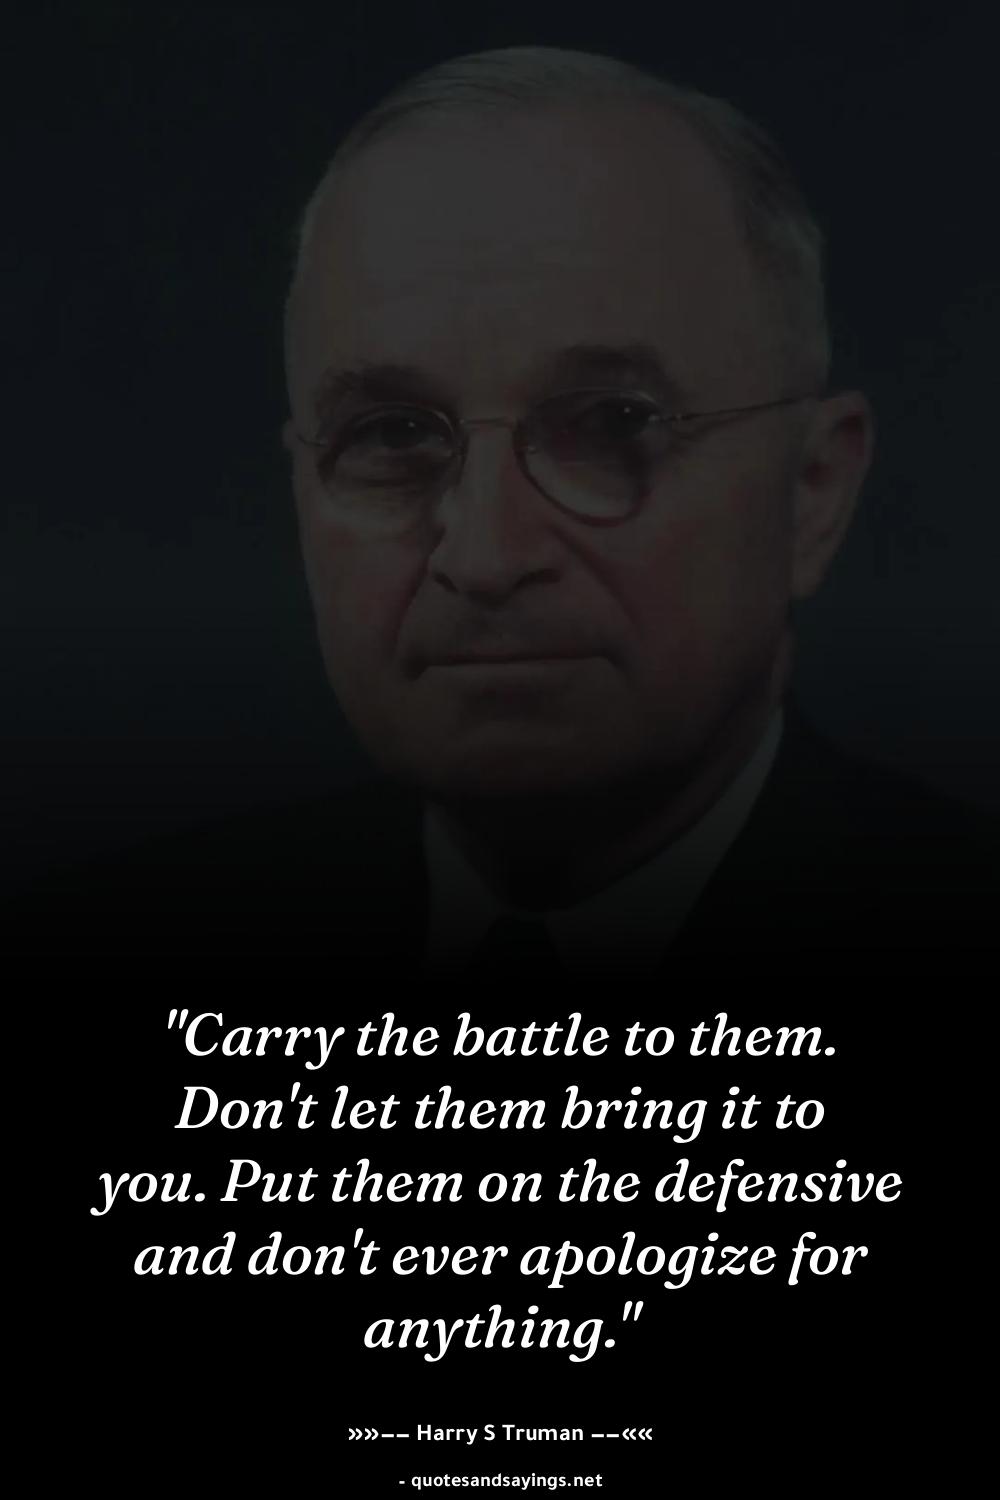 "Carry the battle to them.
Don't let them bring it to
you. Put them on the defensive
and don't ever apologize for
anything."
»»–– Harry S Truman ––««
- quotesandsayings.net